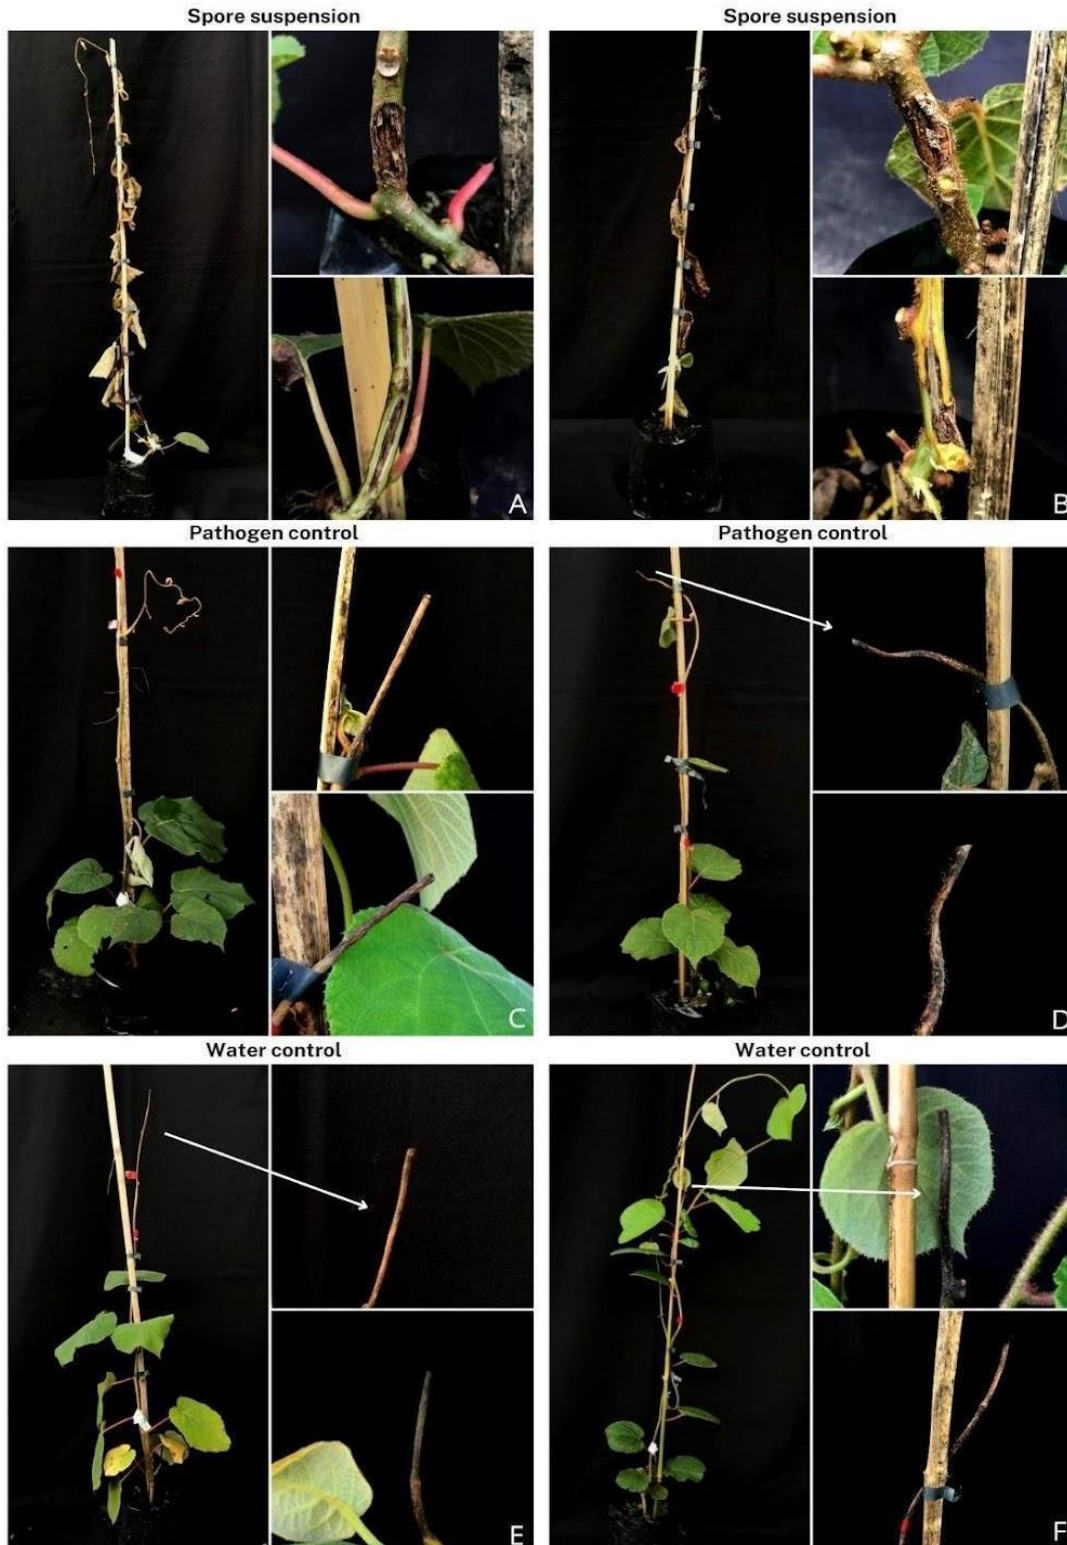 Spore suspension
Spore suspension
A
B
Pathogen control
Pathogen control
C
D
Water control
Water control
E
F